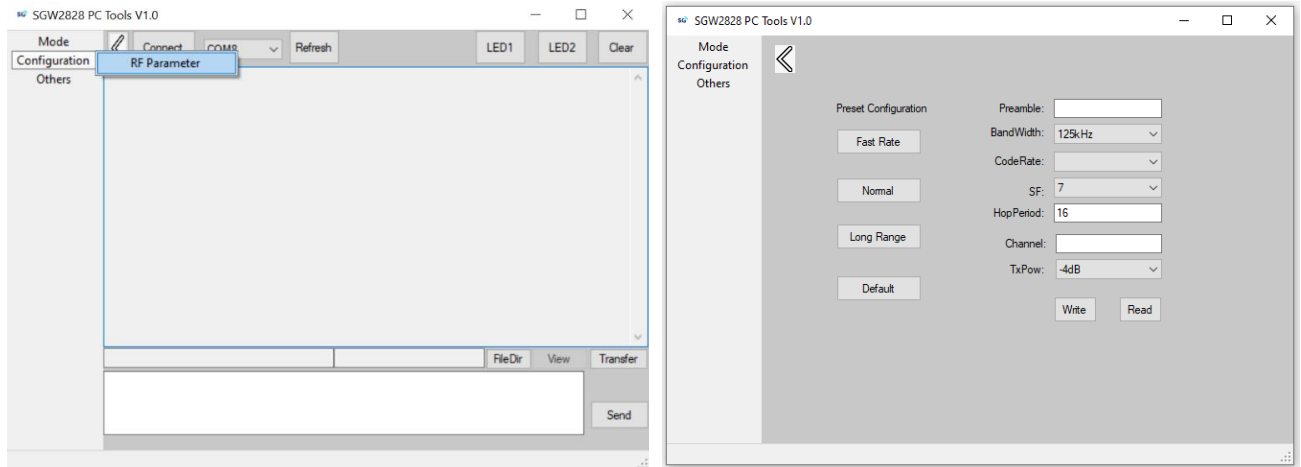 SGW2828 PC Tools V1.0
Mode
Configuration
Others
Connect COM8 Refresh LED1 LED2 Clear
RF Parameter
FileDir View Transfer
Send
SGW2828 PC Tools V1.0
Mode
Configuration
Others
Preset Configuration
Fast Rate
Normal
Long Range
Default
Preamble:
BandWidth: 125kHz
CodeRate:
SF: 7
HopPeriod: 16
Channel:
TxPow: -4dB
Write Read